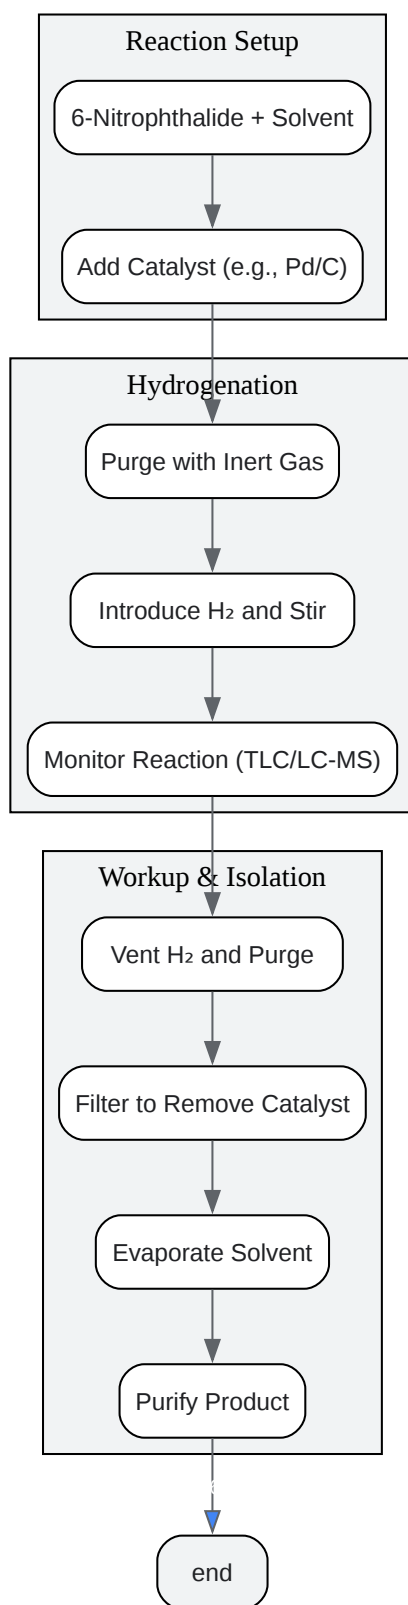 Reaction Setup
6-Nitrophthalide + Solvent
Add Catalyst (e.g., Pd/C)
Hydrogenation
Purge with Inert Gas
Introduce H₂ and Stir
Monitor Reaction (TLC/LC-MS)
Workup & Isolation
Vent H₂ and Purge
Filter to Remove Catalyst
Evaporate Solvent
Purify Product
end